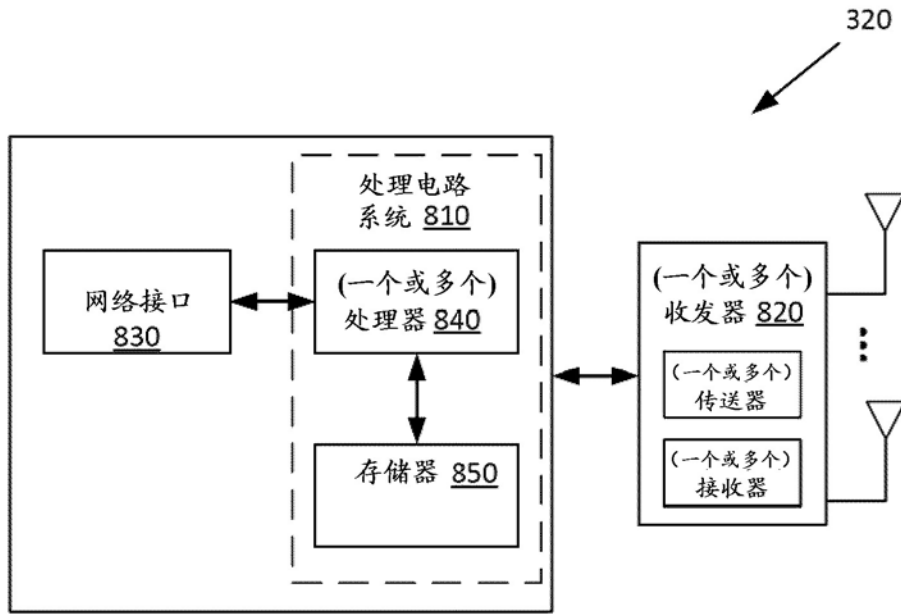 320
处理电路
系统 810
网络接口
830
(一个或多个)
处理器 840
存储器 850
(一个或多个)
收发器 820
(一个或多个)
传送器
(一个或多个)
接收器